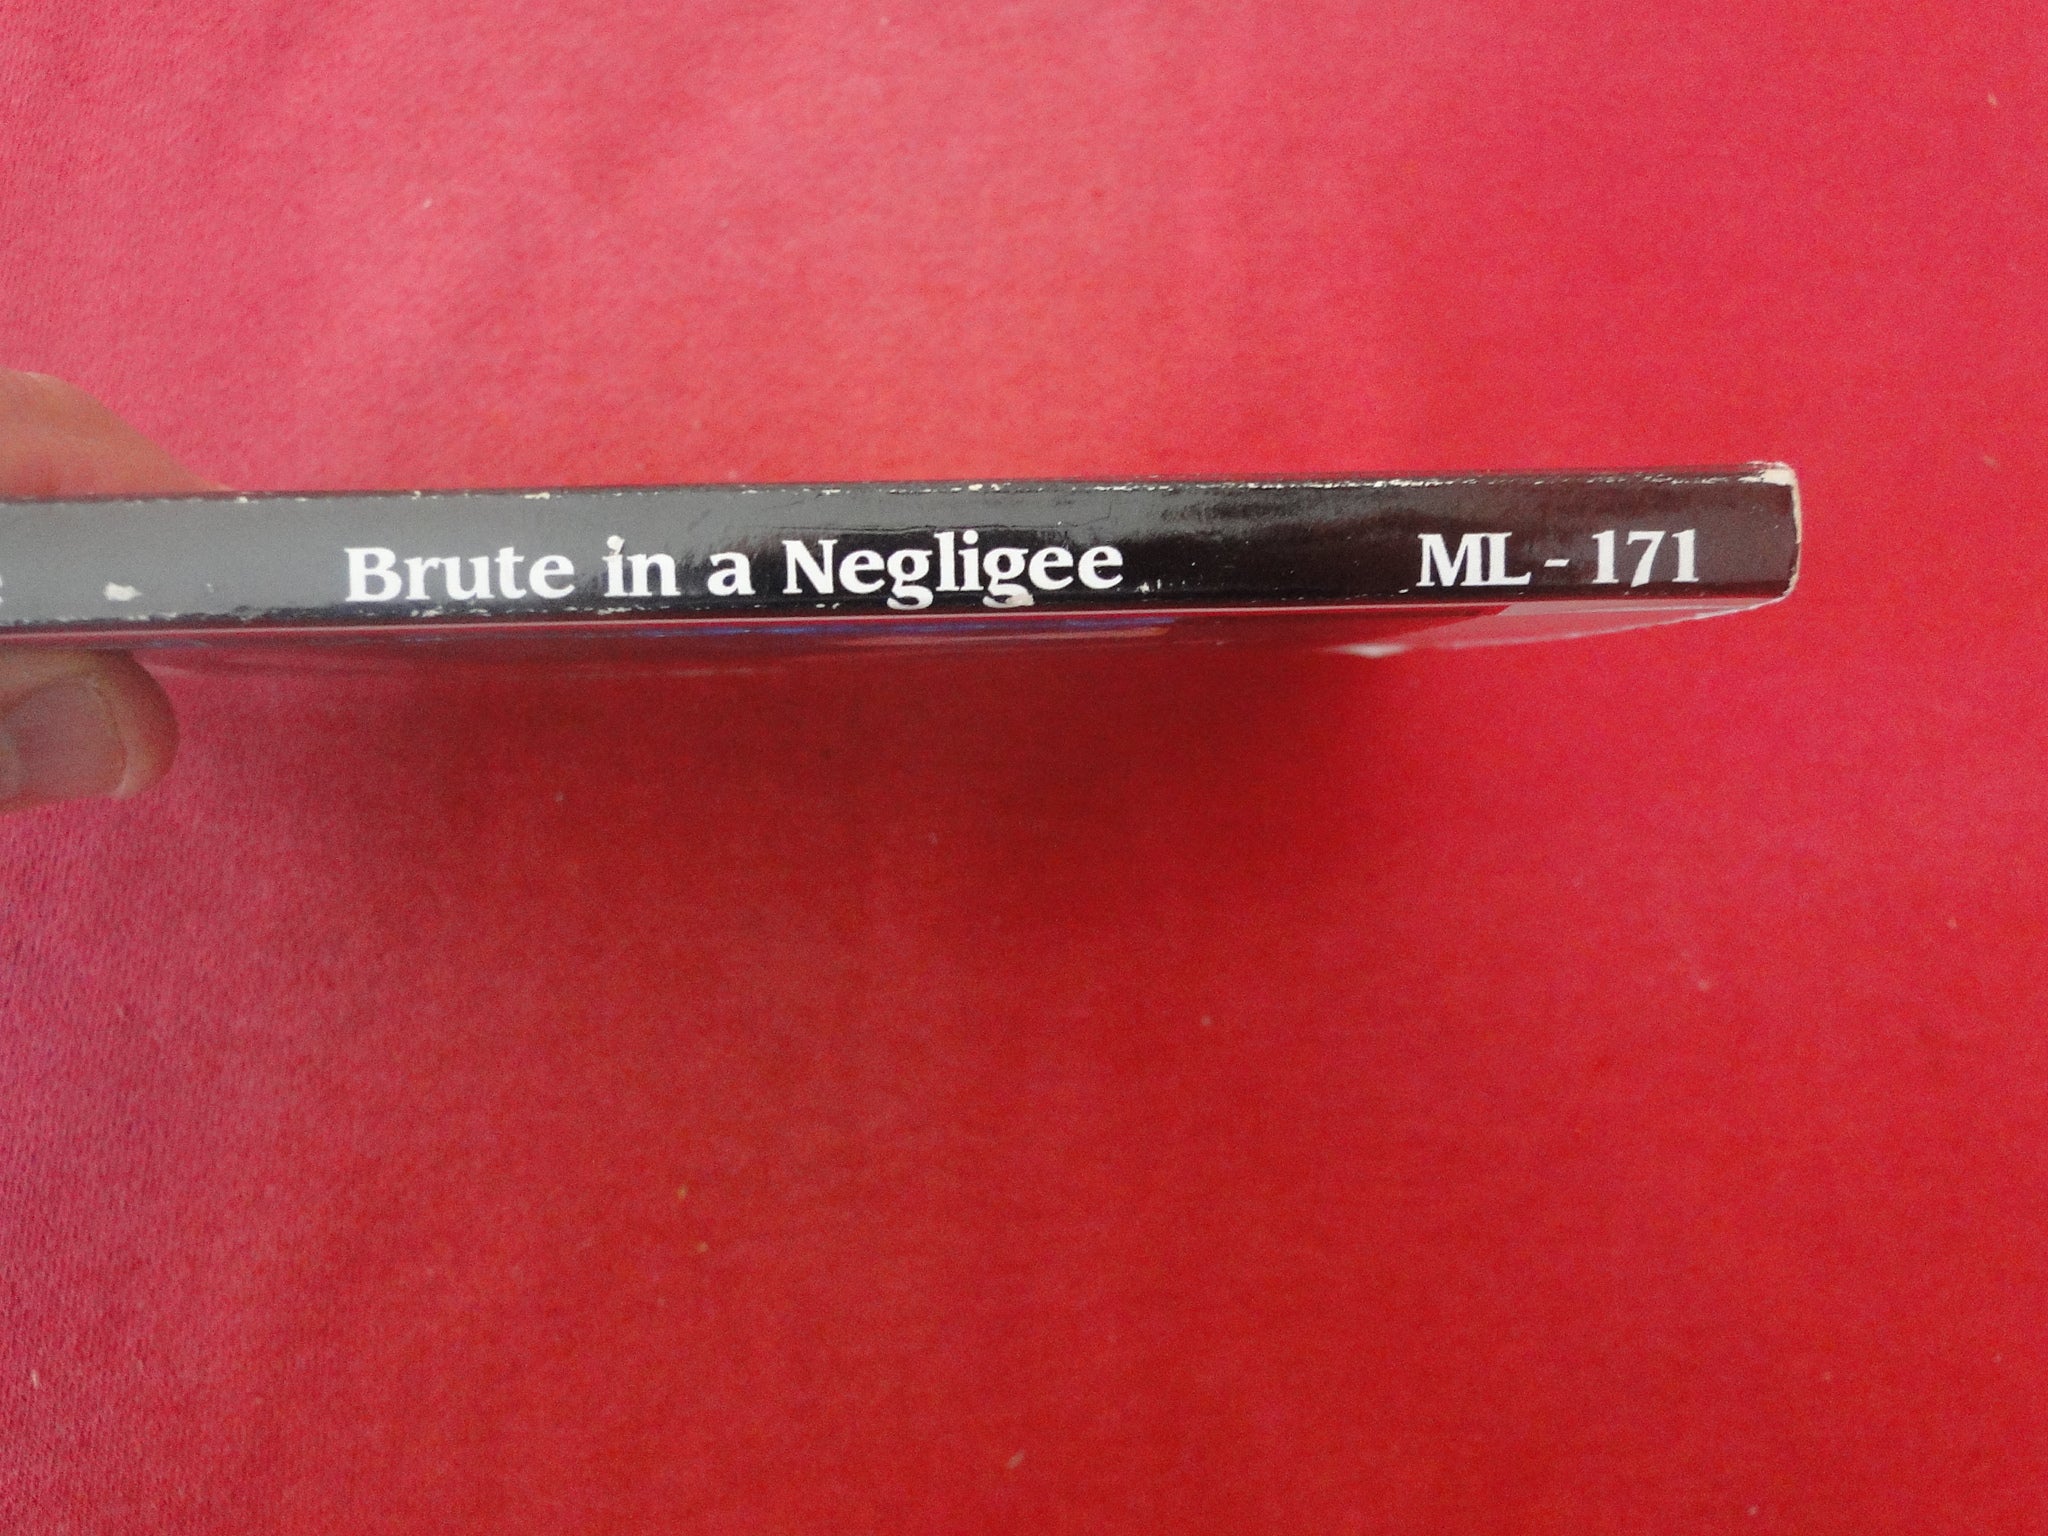 Brute in a Negligee ML - 171